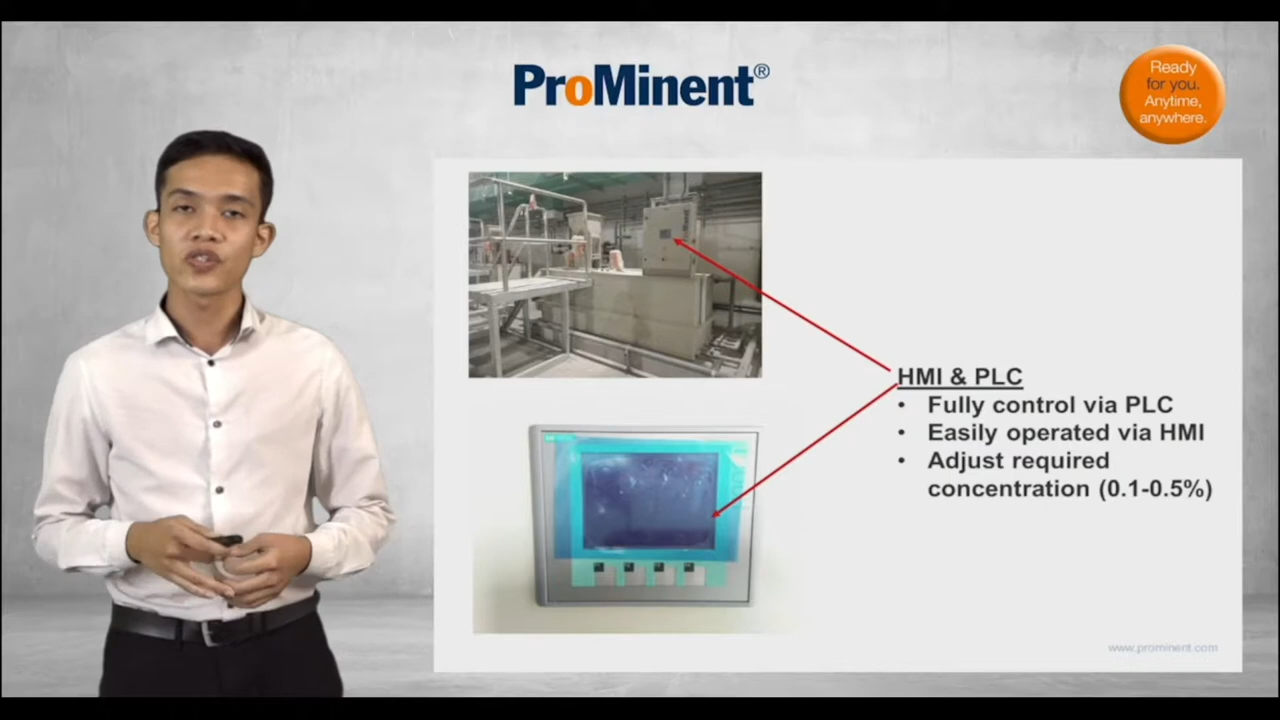 ProMinent®
Ready
for you.
Anytime,
anywhere.
HMI & PLC
• Fully control via PLC
• Easily operated via HMI
• Adjust required
concentration (0.1-0.5%)
www.prominent.com